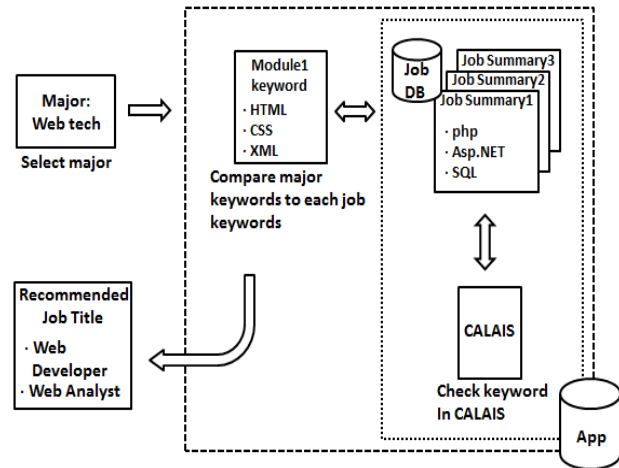 Major:
Web tech
Select major
Module1
keyword
· HTML
· CSS
· XML
Compare major
keywords to each job
keywords
Job
DB
Job Summary3
Job Summary2
Job Summary1
· php
· Asp.NET
· SQL
CALAIS
Check keyword
In CALAIS
Recommended
Job Title
· Web
Developer
· Web Analyst
App